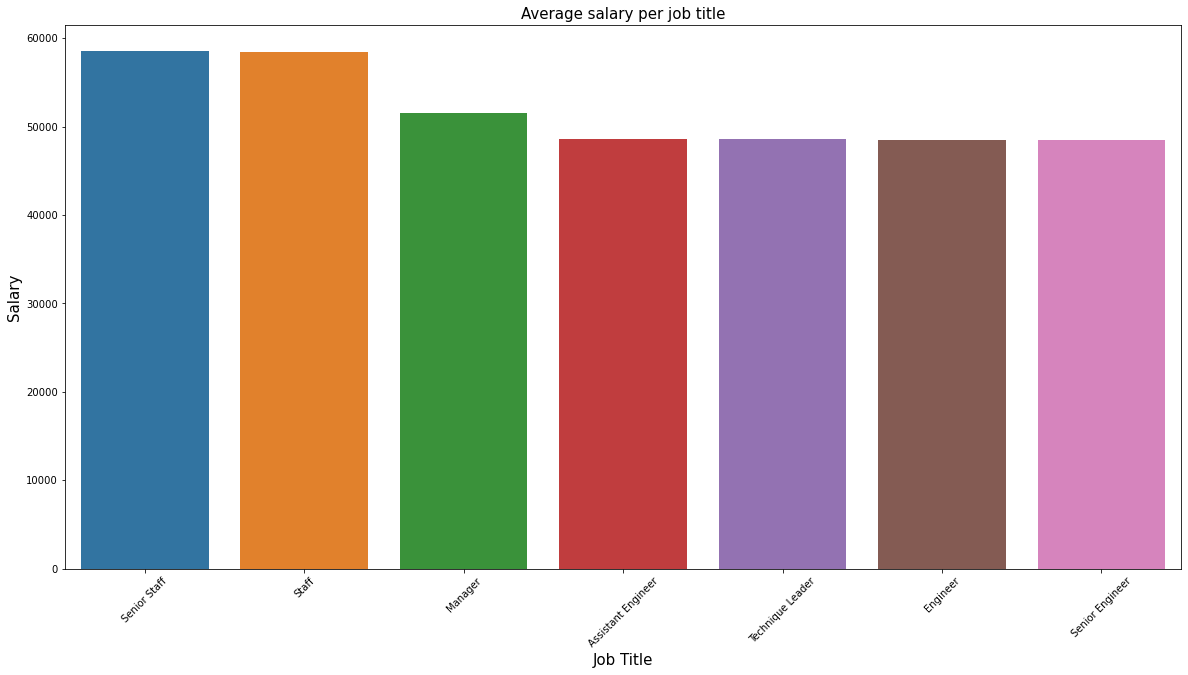 Average salary per job title
Salary
60000
50000
40000
30000
20000
10000
0
Senior Staff
Staff
Manager
Assistant Engineer
Technique Leader
Engineer
Senior Engineer
Job Title